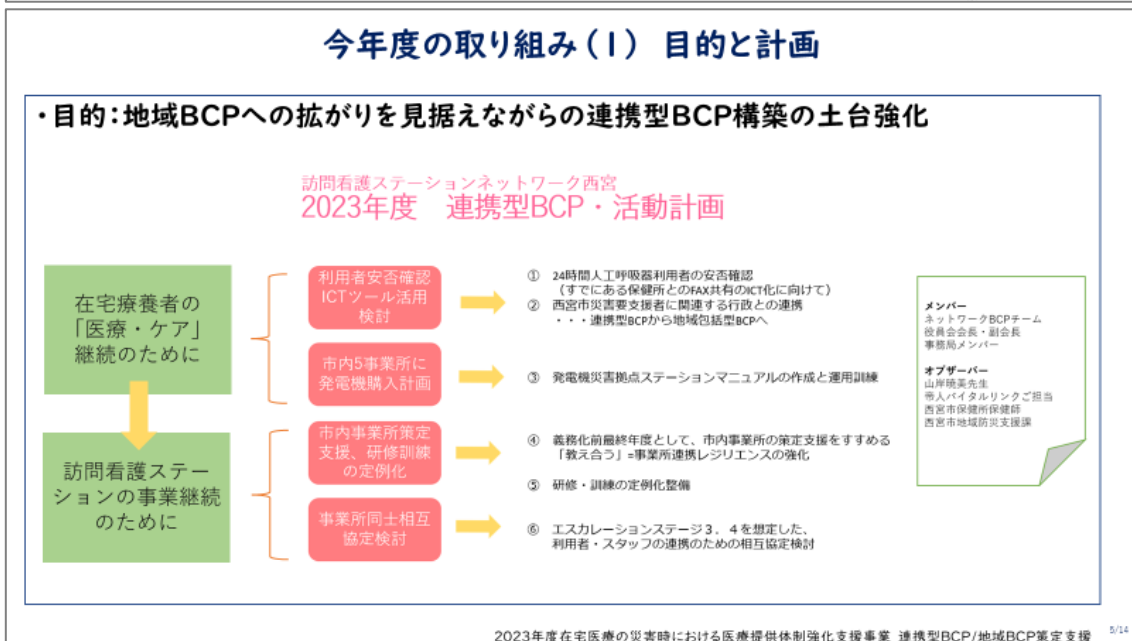 今年度の取り組み(1) 目的と計画
・目的:地域BCPへの拡がりを見据えながらの連携型BCP構築の土台強化
訪問看護ステーションネットワーク西宮
2023年度 連携型BCP・活動計画
在宅療養者の
「医療・ケア」
継続のために
訪問看護ステー
ションの事業継続
のために
利用者安否確認
ICTツール活用
検討
市内5事業所に
発電機購入計画
市内事業所策定
支援、研修訓練
の定例化
事業所同士相互
協定検討
① 24時間人工呼吸器利用者の安否確認
(すでにある保健所とのFAX共有のICT化に向けて)
② 西宮市災害要支援者に関連する行政との連携
・・・連携型BCPから地域包括型BCPへ
③ 発電機災害拠点ステーションマニュアルの作成と運用訓練
④ 義務化前最終年度として、市内事業所の策定支援をすすめる
「教え合う」=事業所連携レジリエンスの強化
⑤ 研修・訓練の定例化整備
⑥ エスカレーションステージ3．4を想定した、
利用者・スタッフの連携のための相互協定検討
メンバー
ネットワークBCPチーム
役員会会長・副会長
事務局メンバー
オブザーバー
山岸暁美先生
帝人バイタルリンクご担当
西宮市保健所保健師
西宮市地域防災支援課
2023年度在宅医療の災害時における医療提供体制強化支援事業 連携型BCP/地域BCP策定支援
5/14